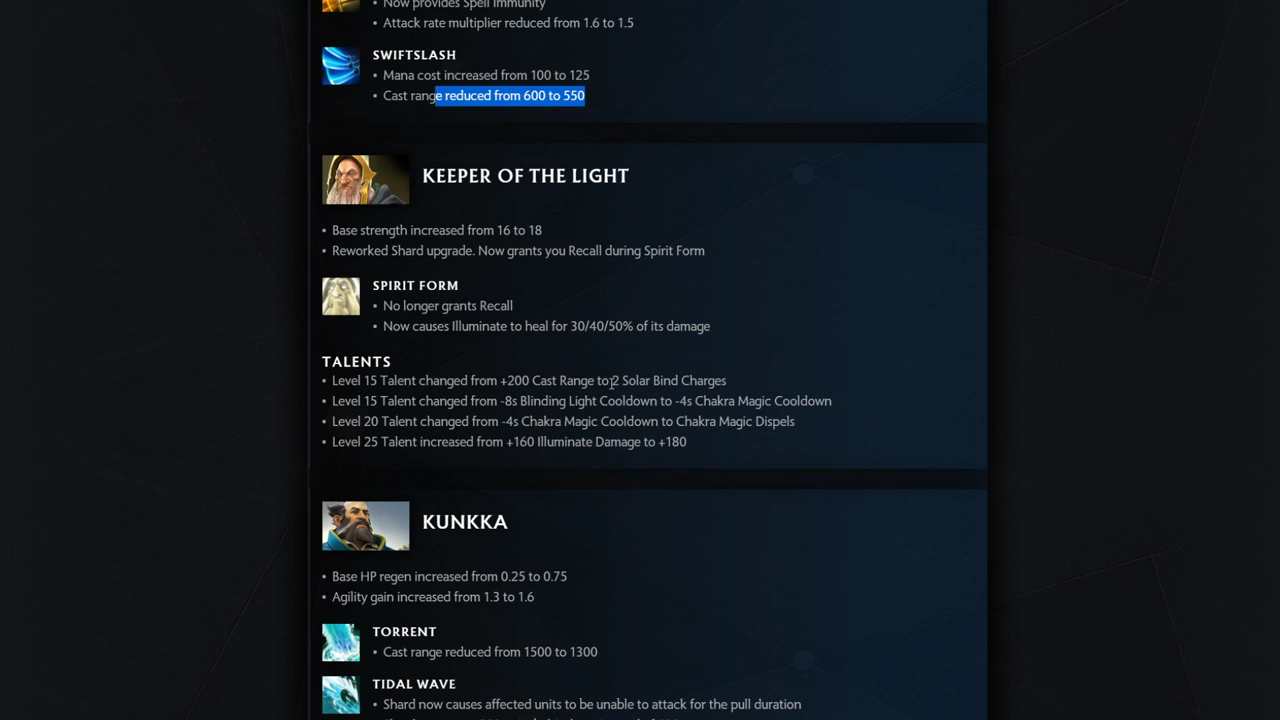 • Now provides Spell Immunity
• Attack rate multiplier reduced from 1.6 to 1.5
SWIFTSLASH
• Mana cost increased from 100 to 125
• Cast range reduced from 600 to 550
KEEPER OF THE LIGHT
• Base strength increased from 16 to 18
• Reworked Shard upgrade. Now grants you Recall during Spirit Form
SPIRIT FORM
• No longer grants Recall
• Now causes Illuminate to heal for 30/40/50% of its damage
TALENTS
• Level 15 Talent changed from +200 Cast Range to 2 Solar Bind Charges
• Level 15 Talent changed from -8s Blinding Light Cooldown to -4s Chakra Magic Cooldown
• Level 20 Talent changed from -4s Chakra Magic Cooldown to Chakra Magic Dispels
• Level 25 Talent increased from +160 Illuminate Damage to +180
KUNKKA
• Base HP regen increased from 0.25 to 0.75
• Agility gain increased from 1.3 to 1.6
TORRENT
• Cast range reduced from 1500 to 1300
TIDAL WAVE
• Shard now causes affected units to be unable to attack for the pull duration